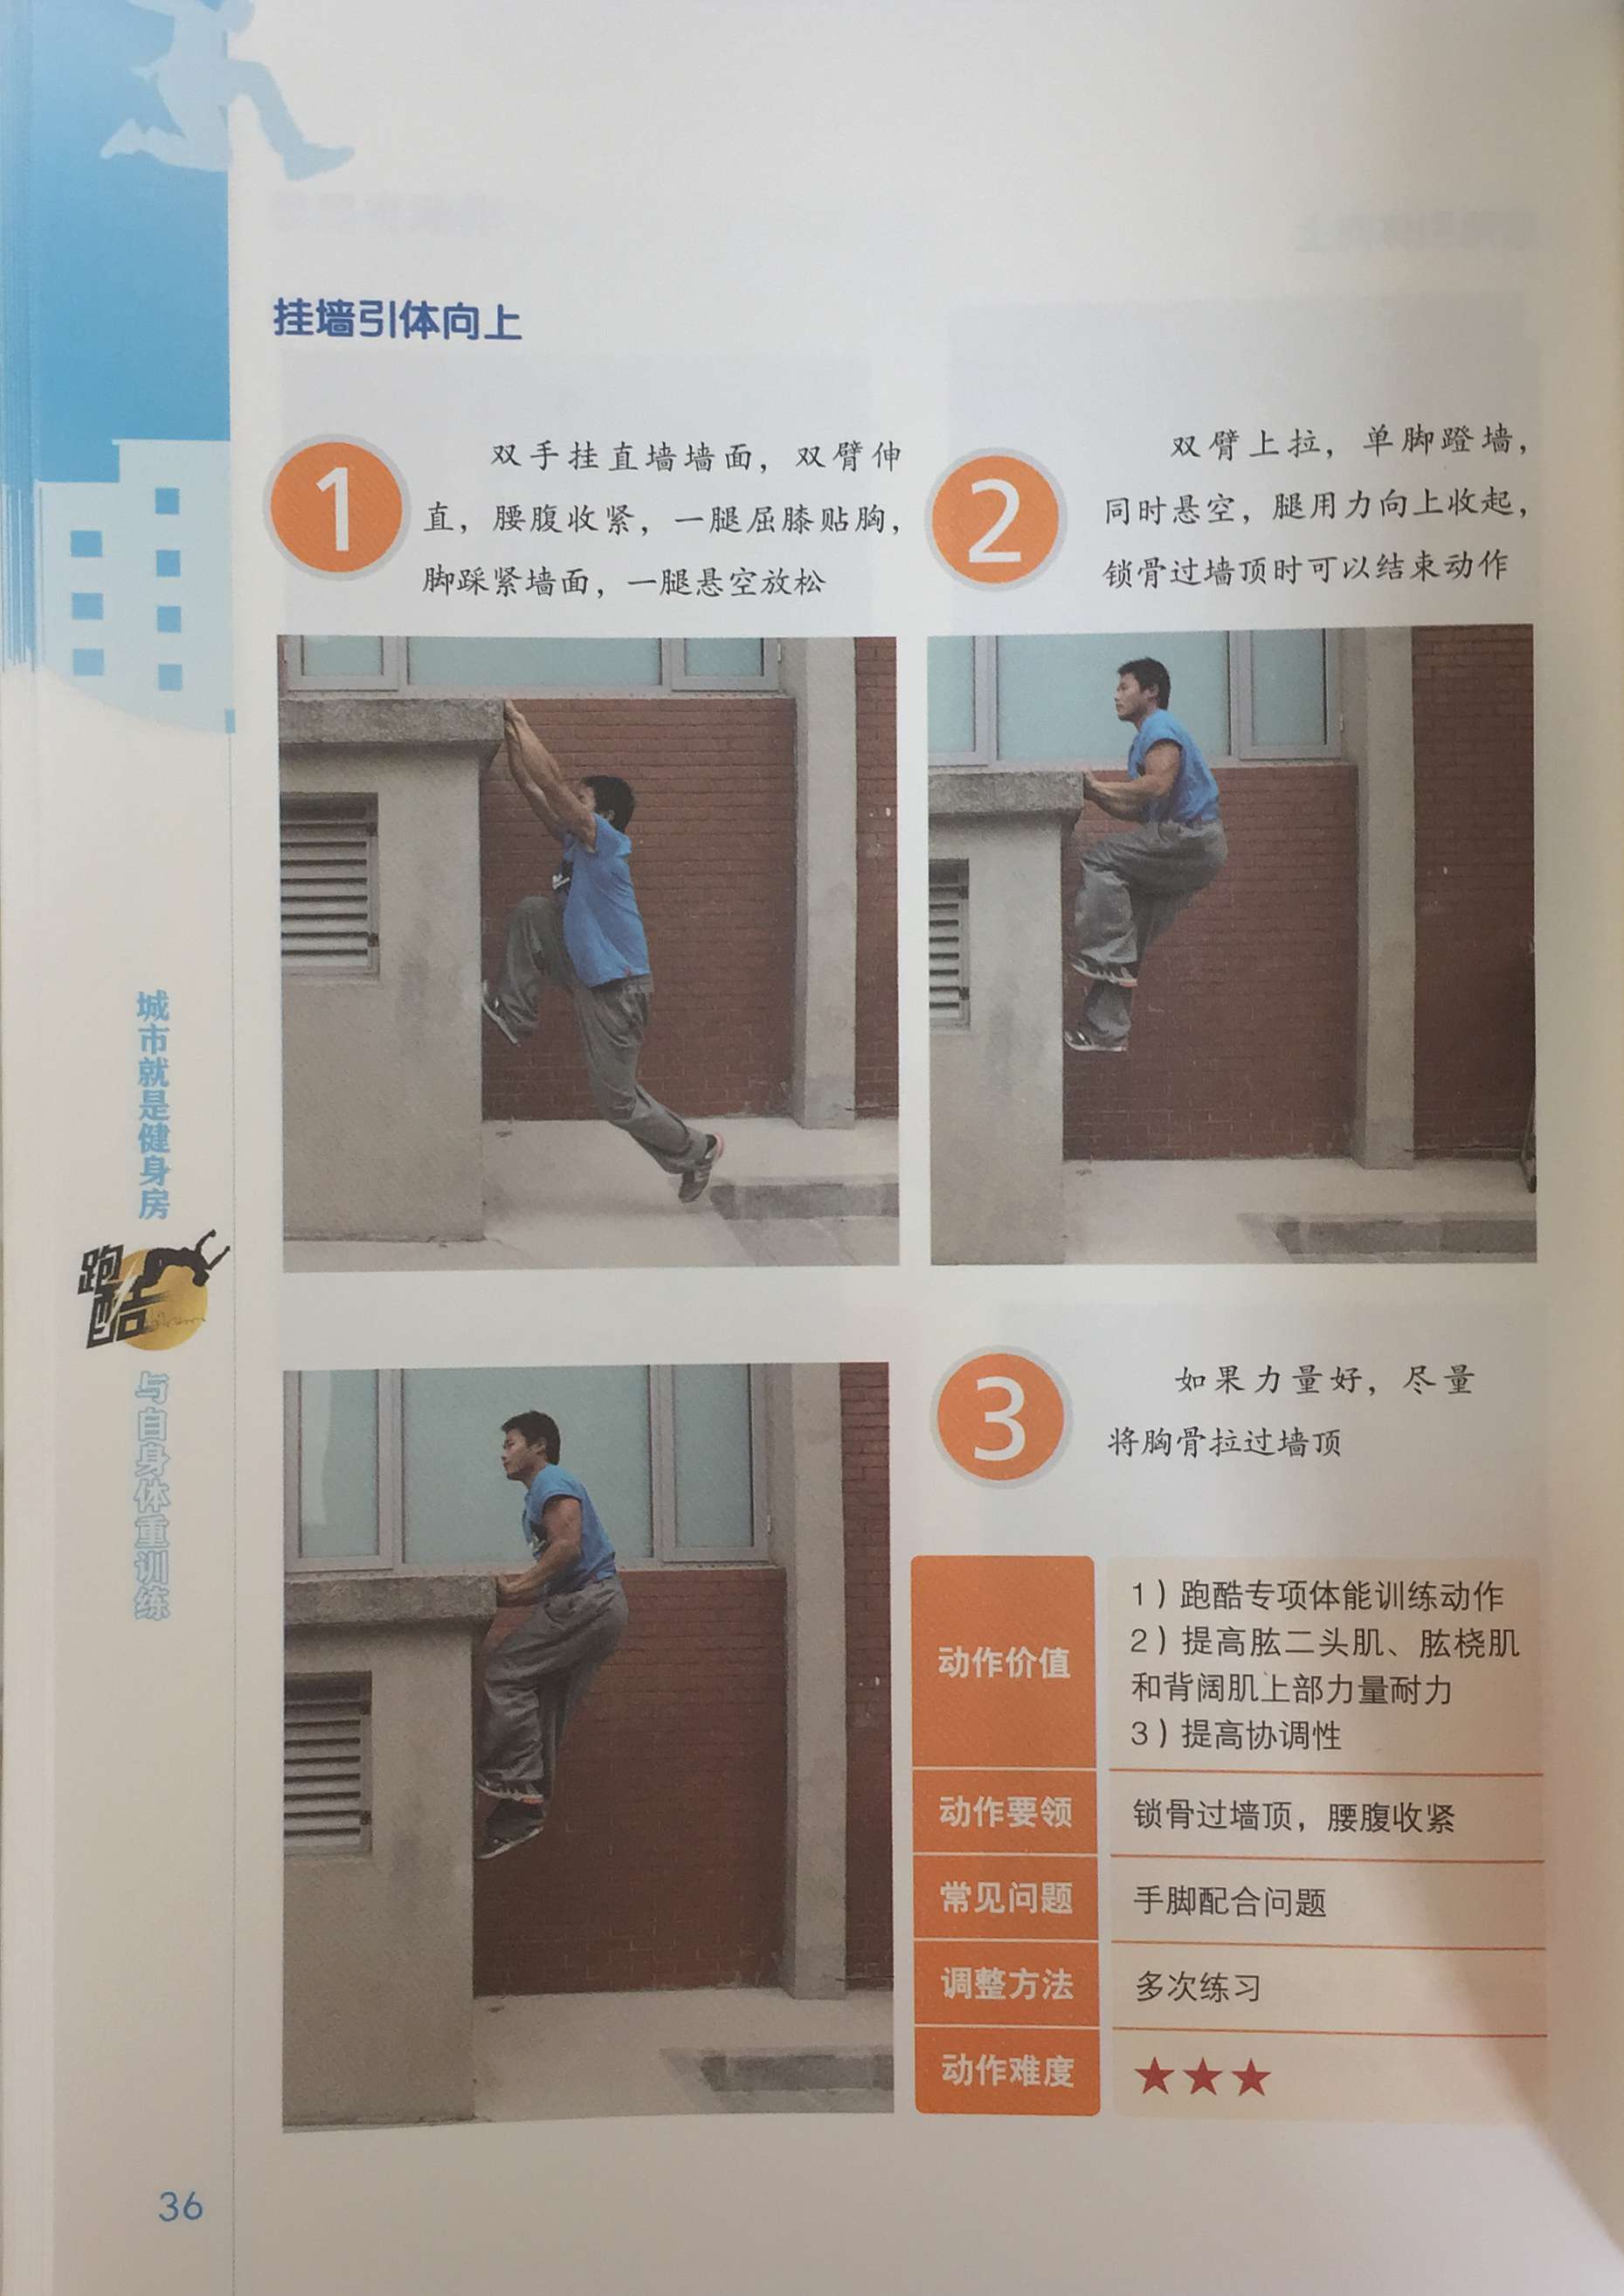 挂墙引体向上
1
双手挂直墙墙面，双臂伸
直，腰腹收紧，一腿屈膝贴胸，
脚踩紧墙面，一腿悬空放松
2
双臂上拉，单脚蹬墙，
同时悬空，腿用力向上收起，
锁骨过墙顶时可以结束动作
3
如果力量好，尽量
将胸骨拉过墙顶
动作价值
1）跑酷专项体能训练动作
2）提高肱二头肌、肱桡肌
和背阔肌上部力量耐力
3）提高协调性
动作要领
锁骨过墙顶，腰腹收紧
常见问题
手脚配合问题
调整方法
多次练习
动作难度
★★★
城市就是健身房
跑酷
与自身体重训练
36